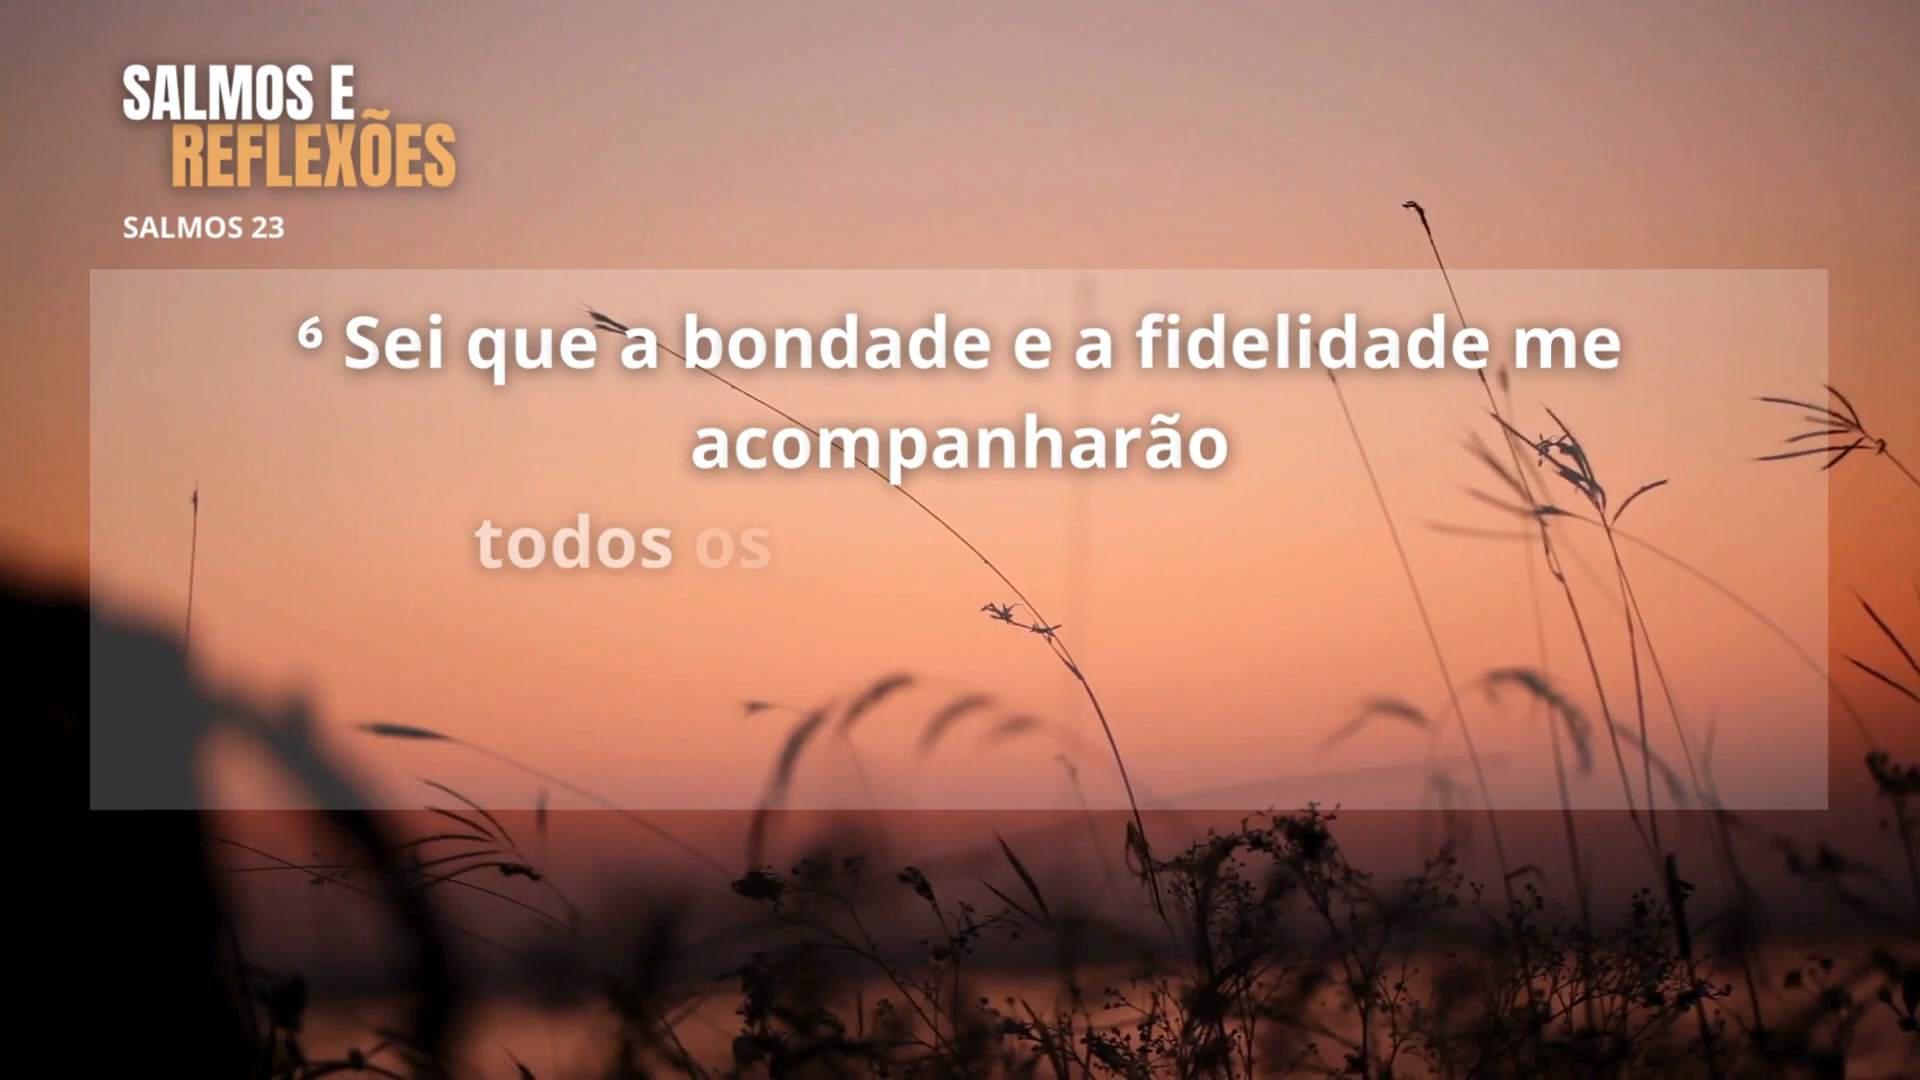 SALMOS E
REFLEXÕES
SALMOS 23
⁶ Sei que a bondade e a fidelidade me
acompanharão
todos os